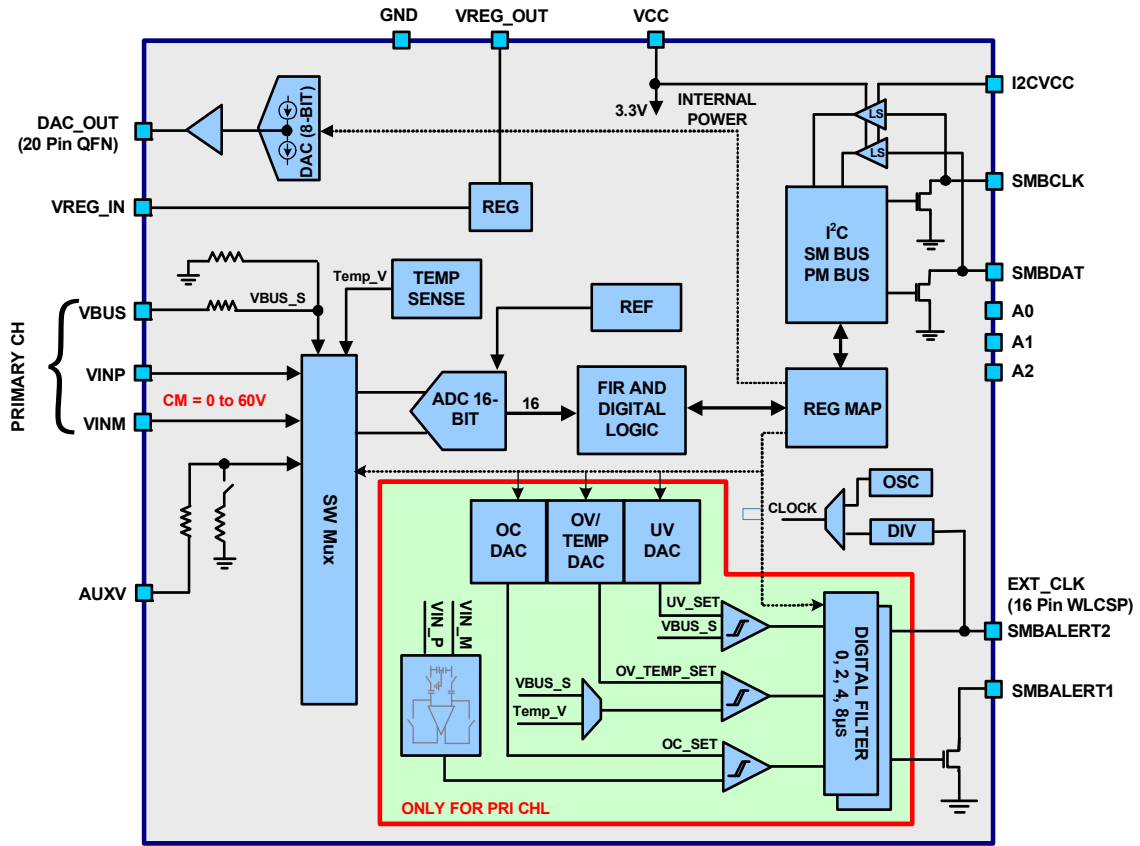 GND
VREG_OUT
VCC
I2CVCC
DAC_OUT
(20 Pin QFN)
DAC (8-BIT)
3.3V
INTERNAL
POWER
LS
LS
SMBCLK
VREG_IN
REG
I²C
SM BUS
PM BUS
SMBDAT
Temp_V
TEMP
SENSE
VBUS_S
VBUS
REF
A0
A1
A2
PRIMARY CH
VINP
CM = 0 to 60V
VINM
ADC 16-
BIT
16
FIR AND
DIGITAL
LOGIC
REG MAP
SW Mux
OSC
CLOCK
DIV
OC
DAC
OV/
TEMP
DAC
UV
DAC
AUXV
EXT_CLK
(16 Pin WLCSP)
SMBALERT2
UV_SET
VBUS_S
VIN_P
VIN_M
OV_TEMP_SET
VBUS_S
Temp_V
DIGITAL FILTER
0, 2, 4, 8µs
SMBALERT1
OC_SET
ONLY FOR PRI CHL